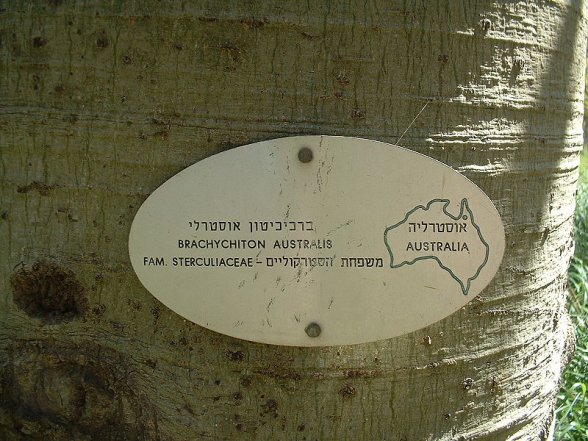 ברכיכיטון אוסטרלי
BRACHYCHITON AUSTRALIS
FAM. STERCULIACEAE - משפחת הסטרקוליים
אוסטרליה
AUSTRALIA